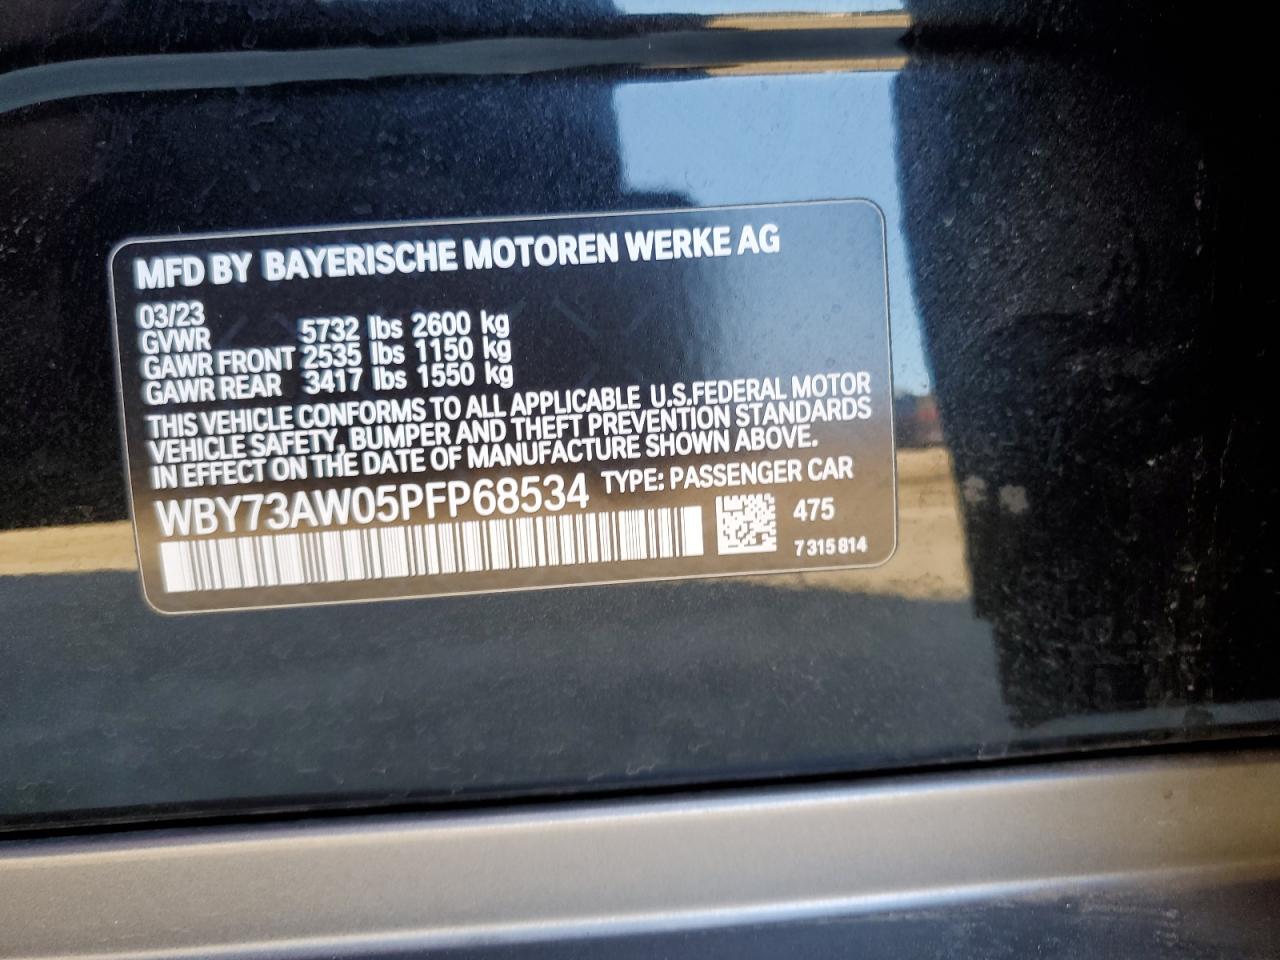 MFD BY BAYERISCHE MOTOREN WERKE AG
03/23
GVWR 5732 lbs 2600 kg
GAWR FRONT 2535 lbs 1150 kg
GAWR REAR 3417 lbs 1550 kg
THIS VEHICLE CONFORMS TO ALL APPLICABLE U.S.FEDERAL MOTOR
VEHICLE SAFETY, BUMPER AND THEFT PREVENTION STANDARDS
IN EFFECT ON THE DATE OF MANUFACTURE SHOWN ABOVE.
WBY73AW05PFP68534 TYPE: PASSENGER CAR
475
7 315 814